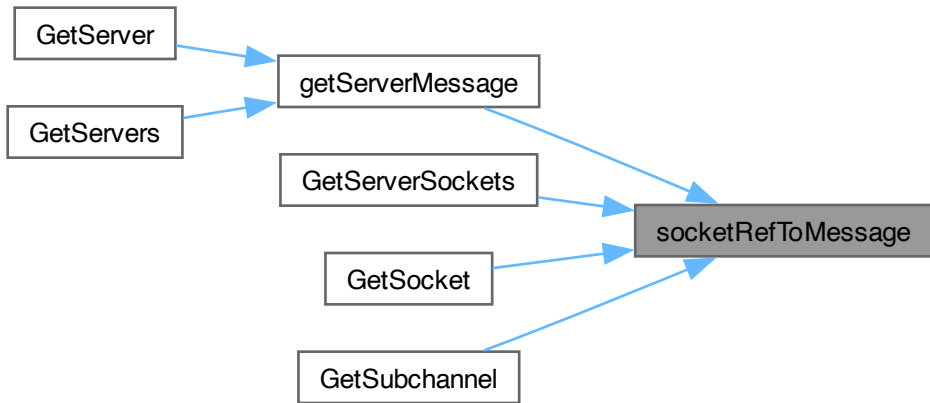 GetServer
GetServers
getServerMessage
GetServerSockets
GetSocket
GetSubchannel
socketRefToMessage